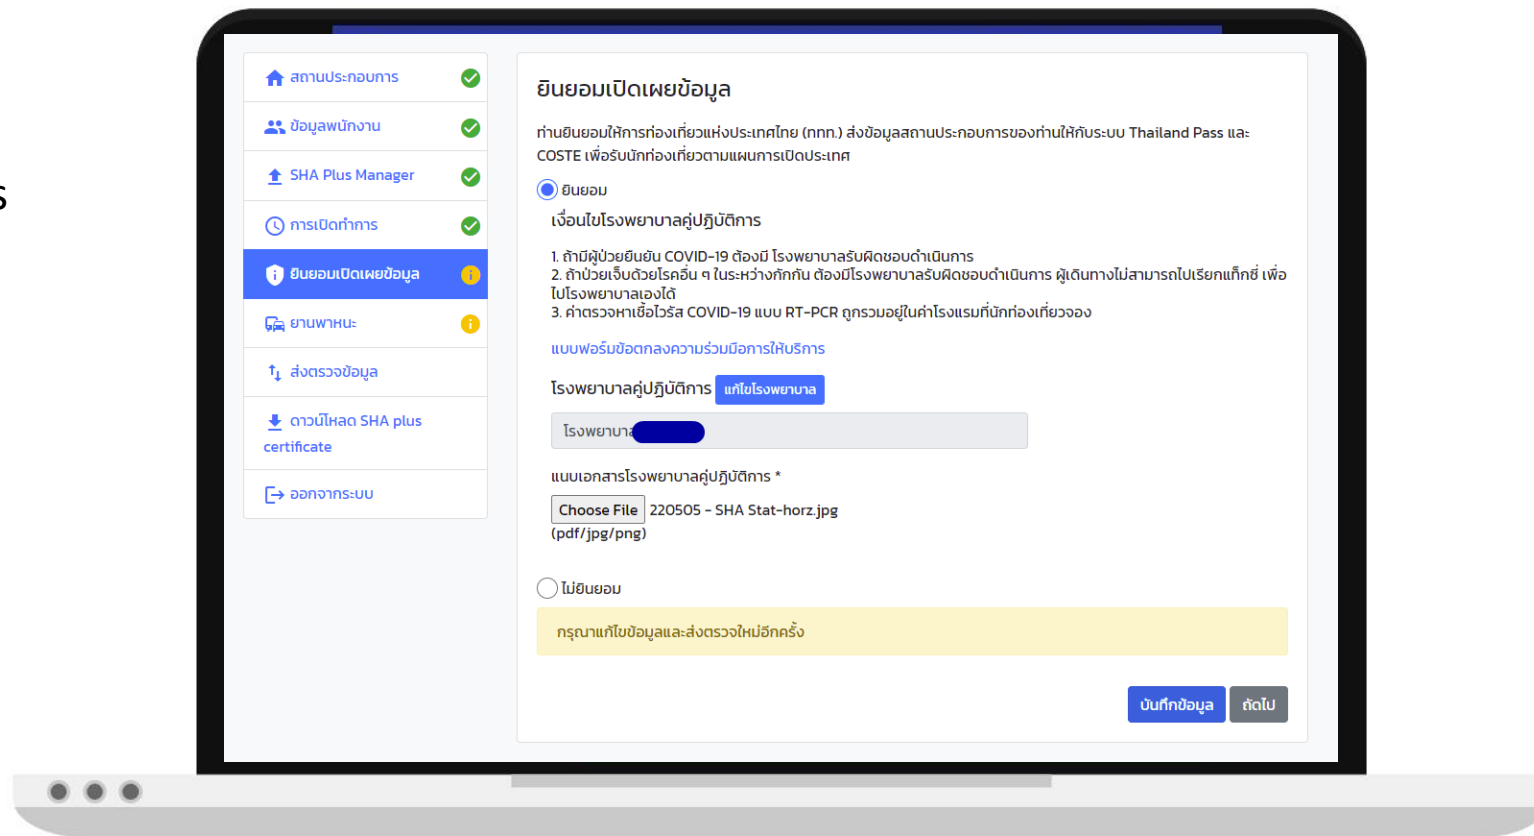 ร
สถานประกอบการ
ข้อมูลพนักงาน
SHA Plus Manager
การเปิดทำการ
ยินยอมเปิดเผยข้อมูล
ยานพาหนะ
ส่งตรวจข้อมูล
ดาวน์โหลด SHA plus
certificate
ออกจากระบบ
ยินยอมเปิดเผยข้อมูล
ท่านยินยอมให้การท่องเที่ยวแห่งประเทศไทย (ททท.) ส่งข้อมูลสถานประกอบการของท่านให้กับระบบ Thailand Pass และ
COSTE เพื่อรับนักท่องเที่ยวตามแผนการเปิดประเทศ
ยินยอม
เงื่อนไขโรงพยาบาลคู่ปฏิบัติการ
1. ถ้ามีผู้ป่วยยืนยัน COVID-19 ต้องมี โรงพยาบาลรับผิดชอบดำเนินการ
2. ถ้าป่วยเจ็บด้วยโรคอื่น ๆ ในระหว่างกักกัน ต้องมีโรงพยาบาลรับผิดชอบดำเนินการ ผู้เดินทางไม่สามารถไปเรียกแท็กซี่ เพื่อ
ไปโรงพยาบาลเองได้
3. ค่าตรวจหาเชื้อไวรัส COVID-19 แบบ RT-PCR ถูกรวมอยู่ในค่าโรงแรมที่นักท่องเที่ยวจอง
แบบฟอร์มข้อตกลงความร่วมมือการให้บริการ
โรงพยาบาลคู่ปฏิบัติการ แก้ไขโรงพยาบาล
โรงพยาบาล
แนบเอกสารโรงพยาบาลคู่ปฏิบัติการ *
Choose File 220505 - SHA Stat-horz.jpg
(pdf/jpg/png)
ไม่ยินยอม
กรุณาแก้ไขข้อมูลและส่งตรวจใหม่อีกครั้ง
บันทึกข้อมูล ถัดไป